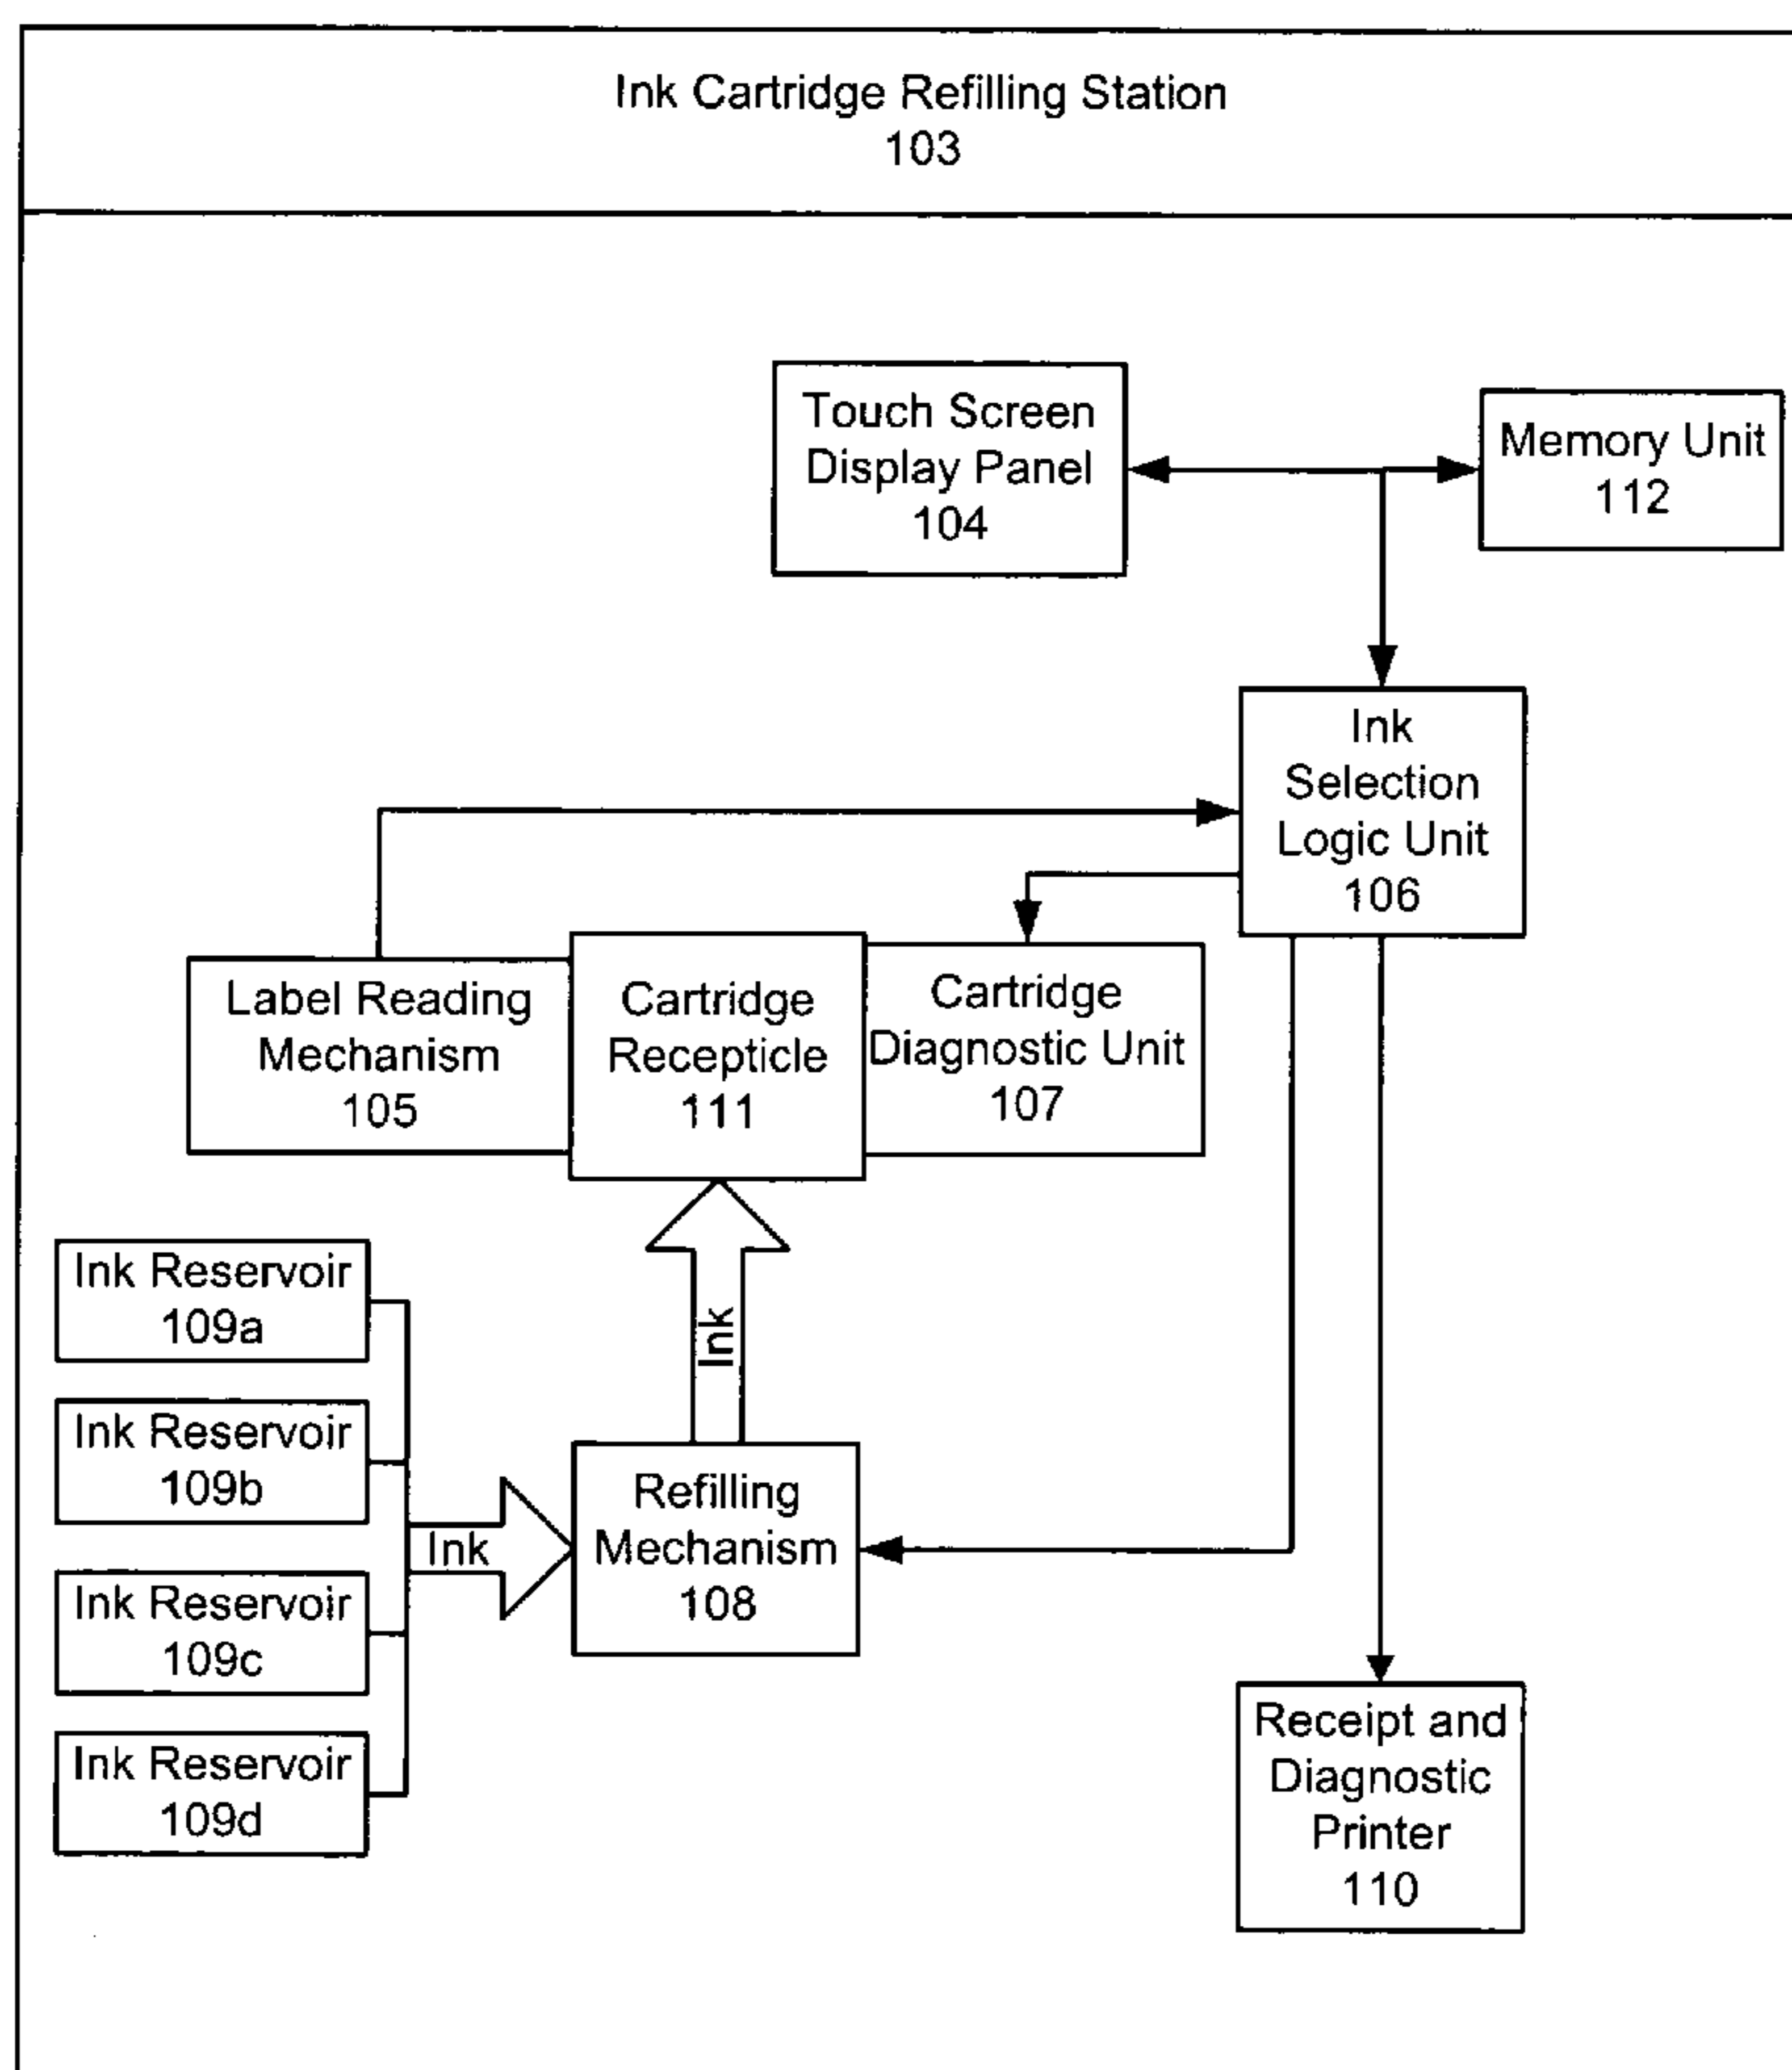 Ink Cartridge Refilling Station
103
Touch Screen
Display Panel
104
Memory Unit
112
Ink
Selection
Logic Unit
106
Label Reading
Mechanism
105
Cartridge
Recepticle
111
Cartridge
Diagnostic Unit
107
Ink Reservoir
109a
Ink Reservoir
109b
Ink Reservoir
109c
Ink Reservoir
109d
Ink
Ink
Refilling
Mechanism
108
Receipt and
Diagnostic
Printer
110